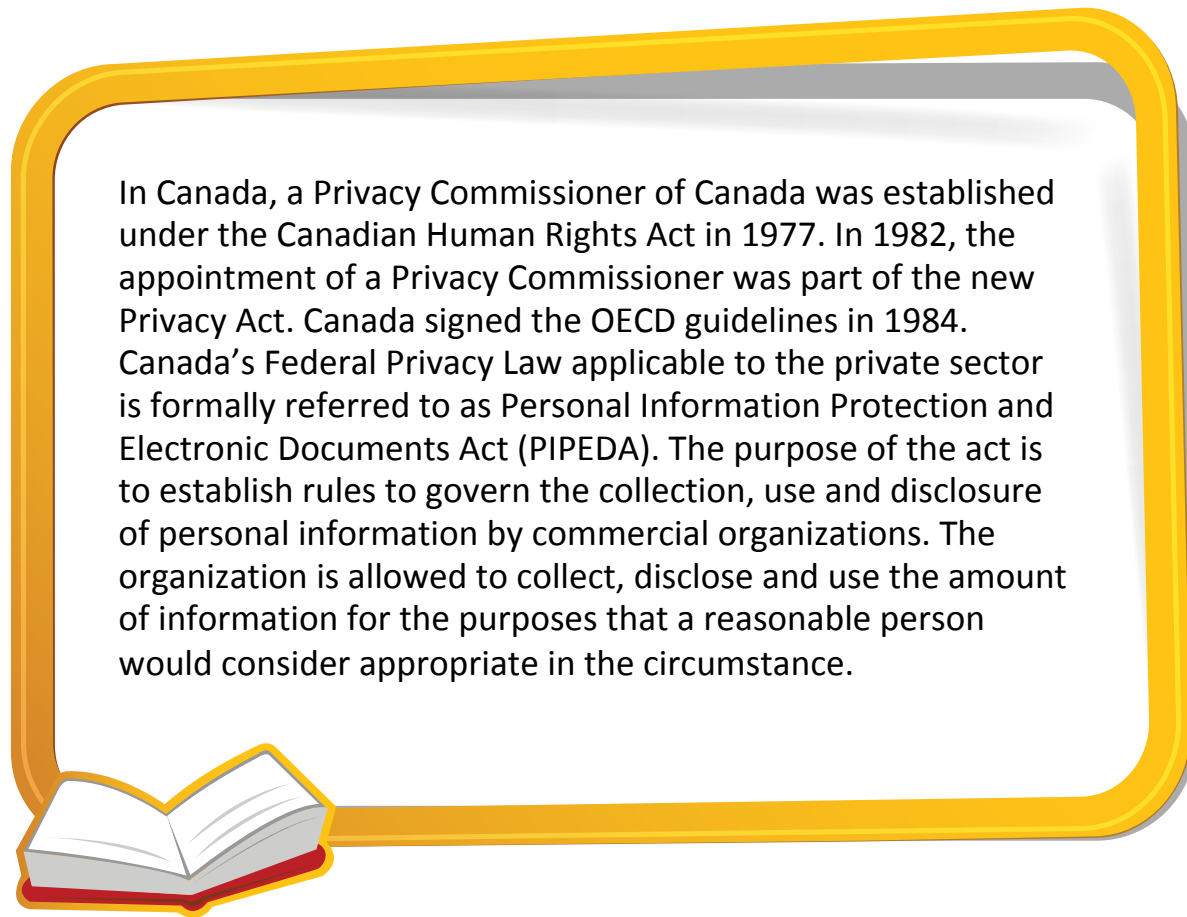 In Canada, a Privacy Commissioner of Canada was established
under the Canadian Human Rights Act in 1977. In 1982, the
appointment of a Privacy Commissioner was part of the new
Privacy Act. Canada signed the OECD guidelines in 1984.
Canada’s Federal Privacy Law applicable to the private sector
is formally referred to as Personal Information Protection and
Electronic Documents Act (PIPEDA). The purpose of the act is
to establish rules to govern the collection, use and disclosure
of personal information by commercial organizations. The
organization is allowed to collect, disclose and use the amount
of information for the purposes that a reasonable person
would consider appropriate in the circumstance.